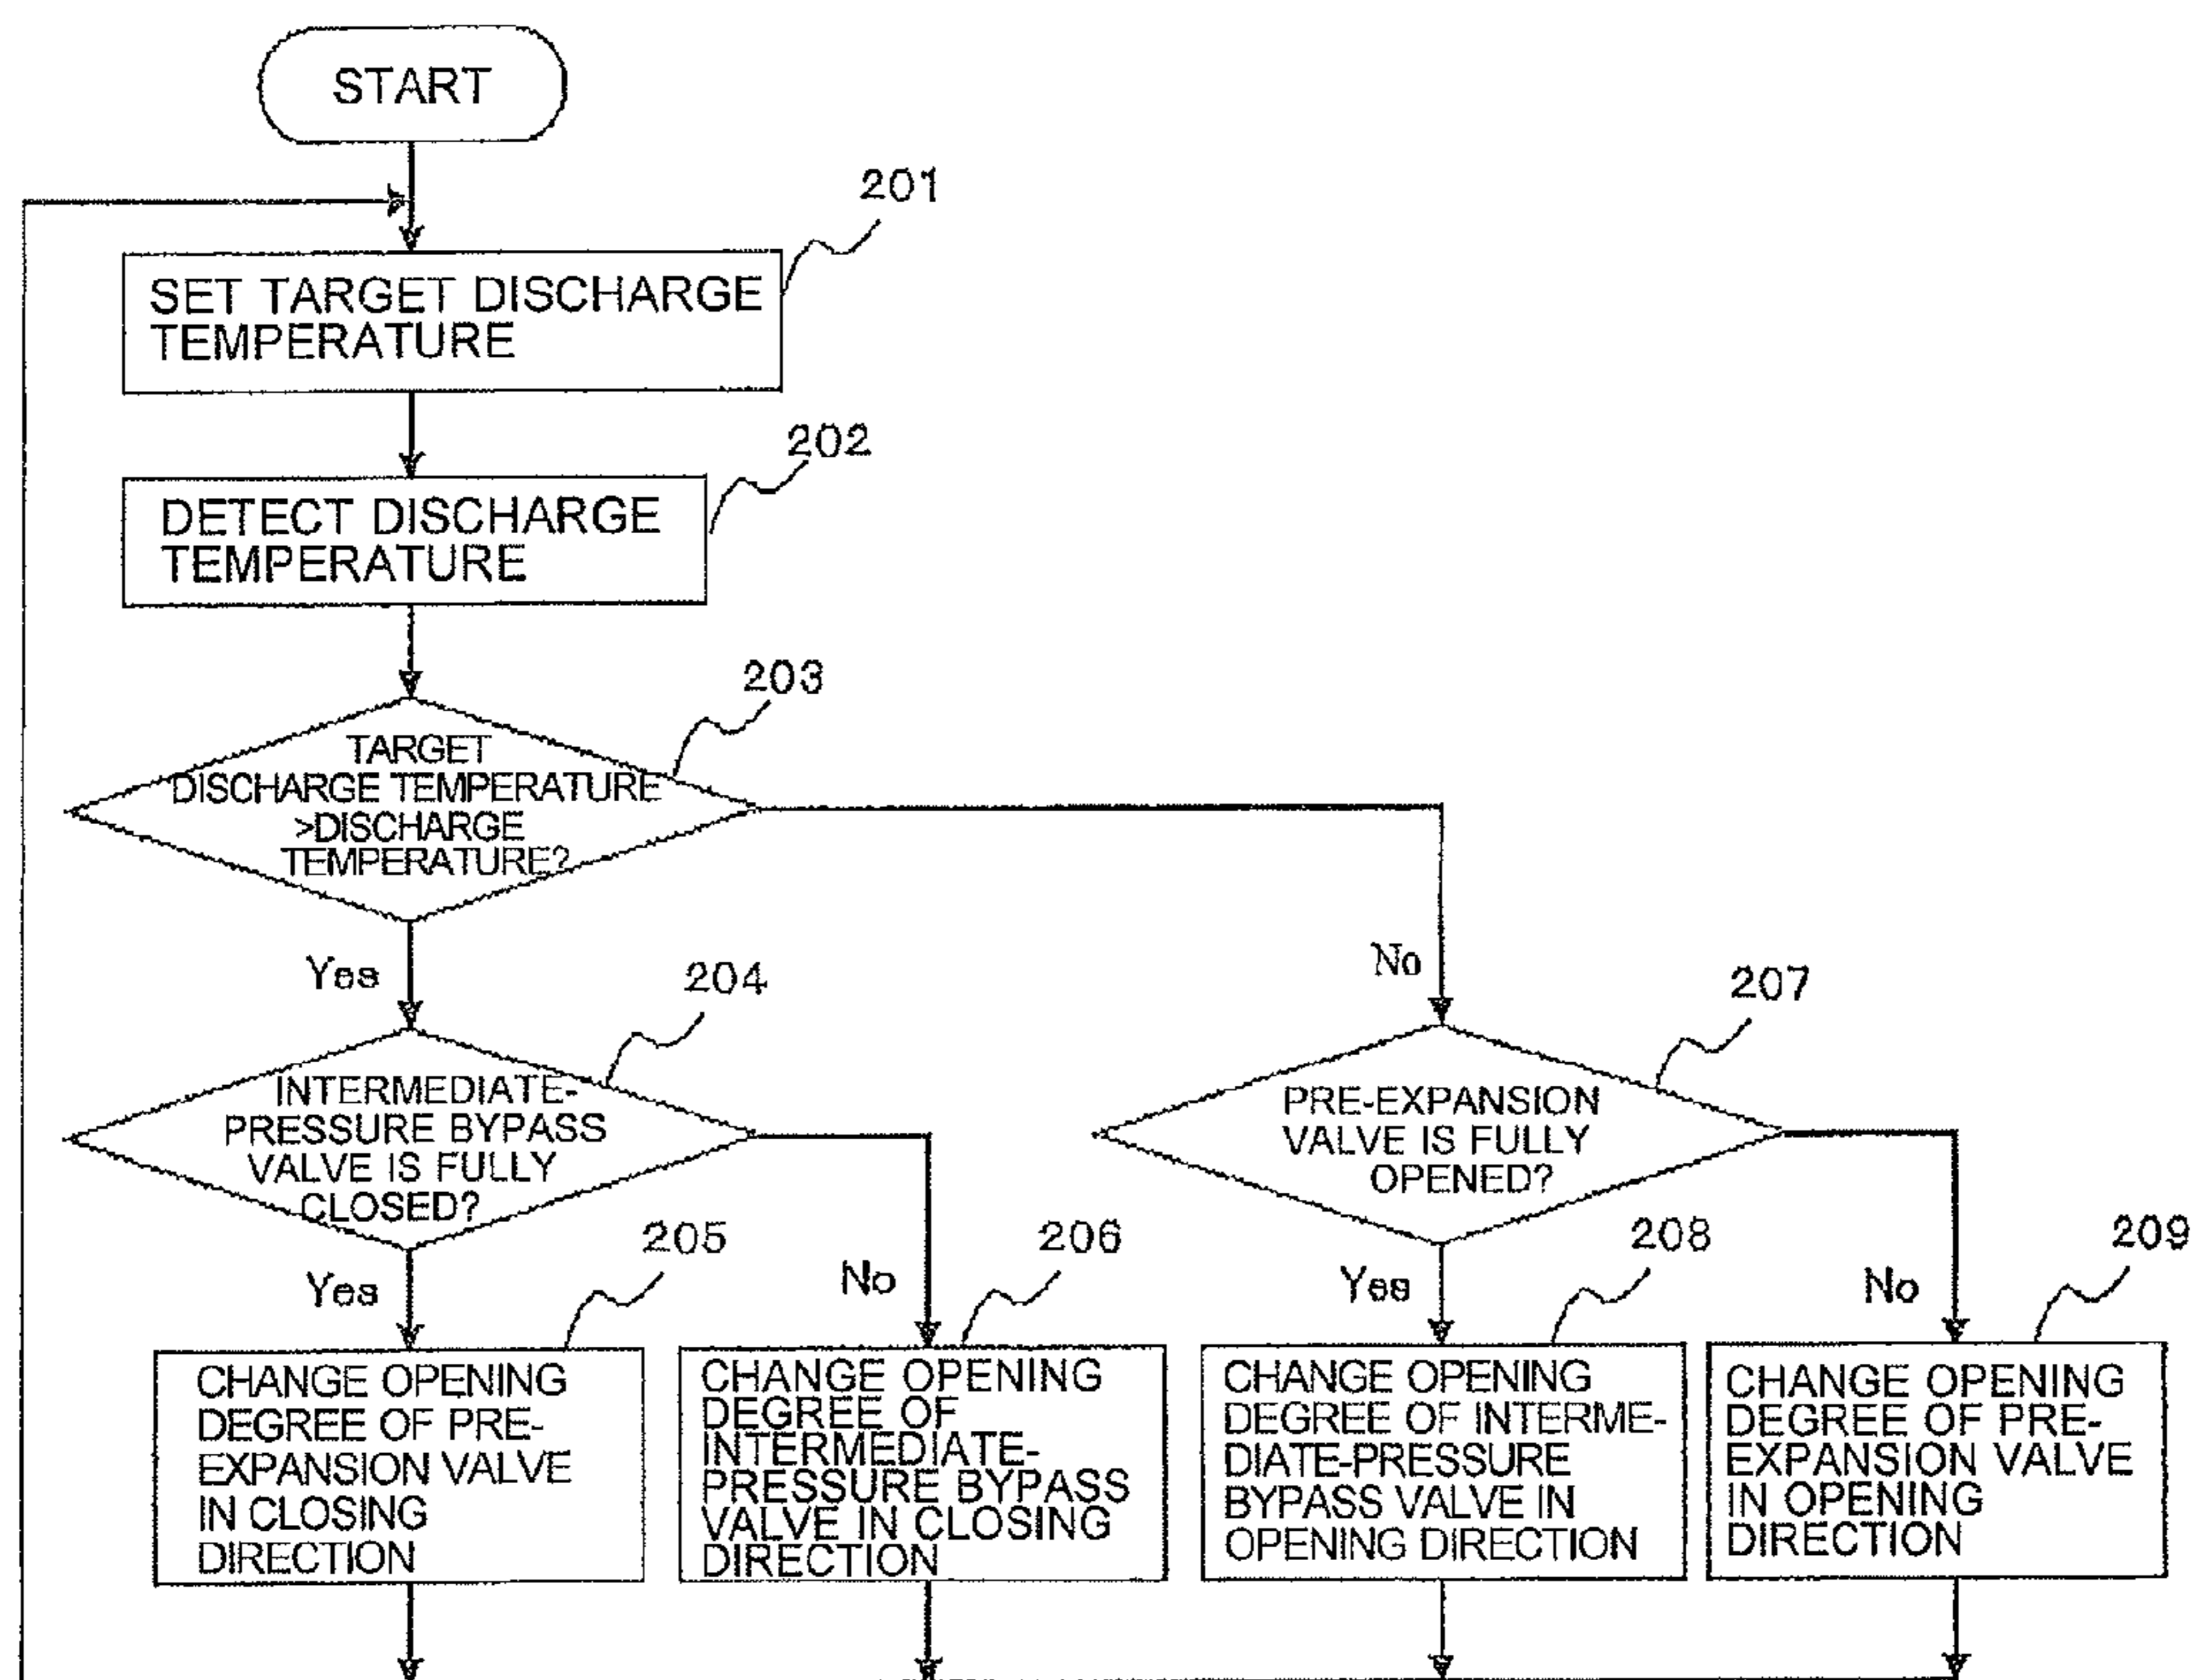 START
201
SET TARGET DISCHARGE
TEMPERATURE
202
DETECT DISCHARGE
TEMPERATURE
203
TARGET
DISCHARGE TEMPERATURE
>DISCHARGE
TEMPERATURE?
Yes
No
204
INTERMEDIATE-
PRESSURE BYPASS
VALVE IS FULLY
CLOSED?
207
PRE-EXPANSION
VALVE IS FULLY
OPENED?
Yes
205
No
206
Yes
208
No
209
CHANGE OPENING
DEGREE OF PRE-
EXPANSION VALVE
IN CLOSING
DIRECTION
CHANGE OPENING
DEGREE OF
INTERMEDIATE-
PRESSURE BYPASS
VALVE IN CLOSING
DIRECTION
CHANGE OPENING
DEGREE OF INTERME-
DIATE-PRESSURE
BYPASS VALVE IN
OPENING DIRECTION
CHANGE OPENING
DEGREE OF PRE-
EXPANSION VALVE
IN OPENING
DIRECTION